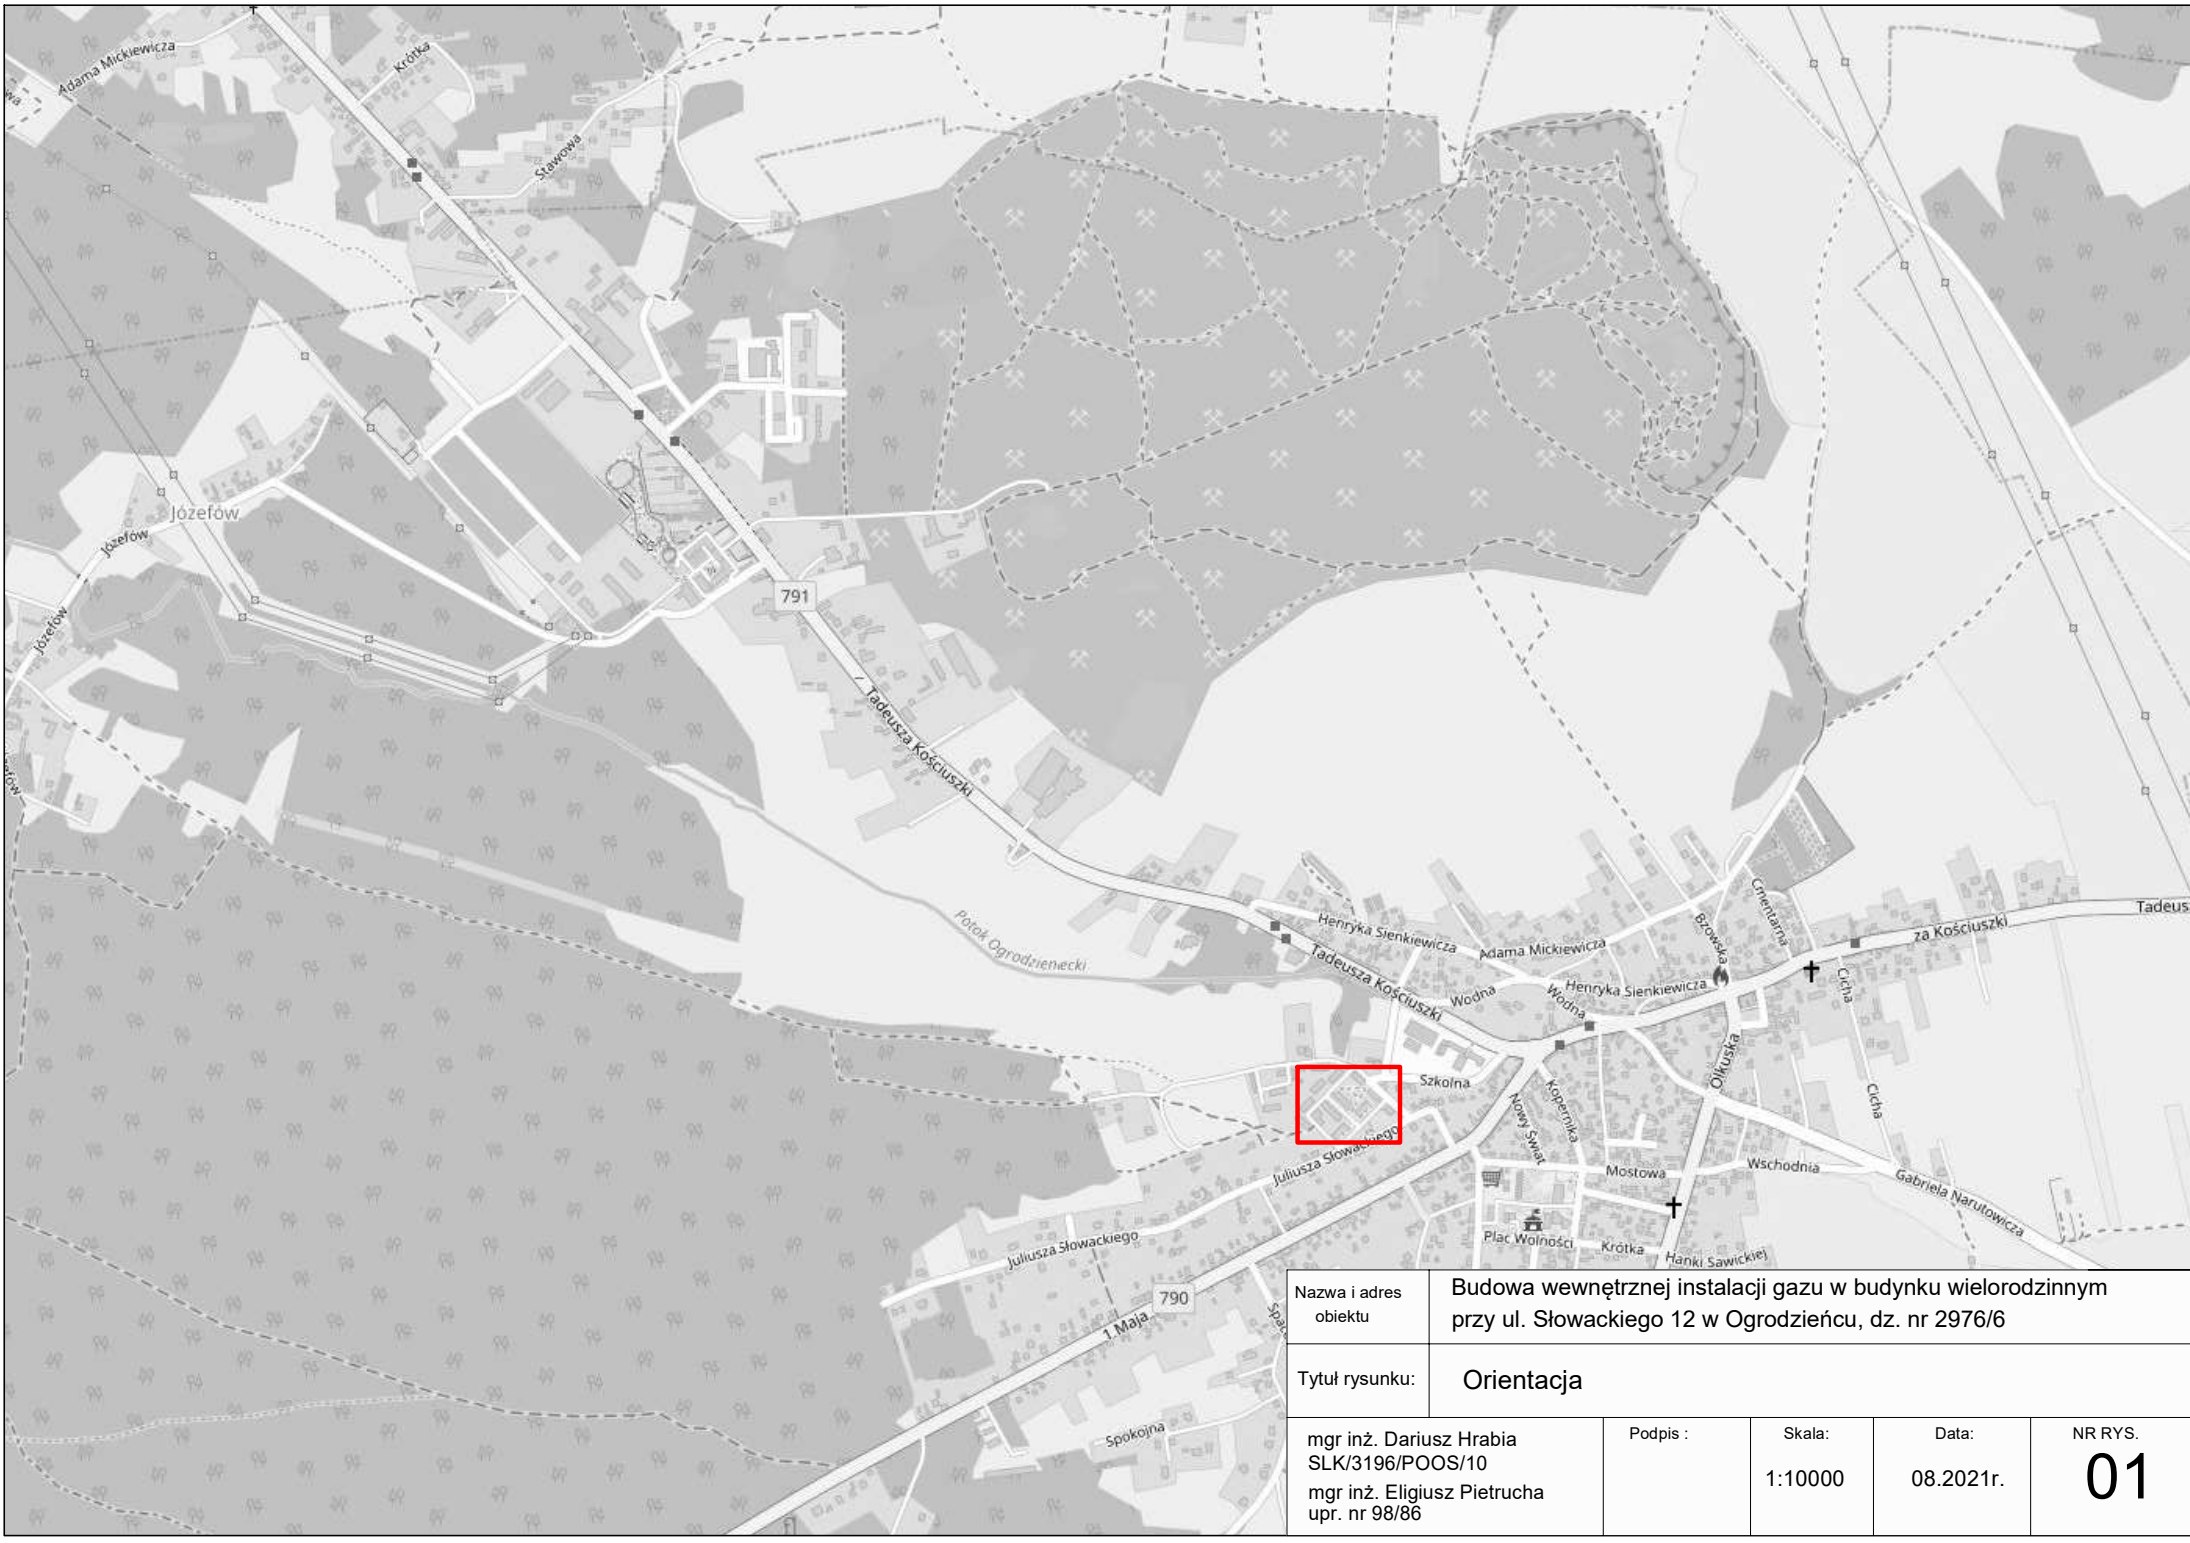 Adama Mickiewicza
Krótka
wa
Stawowa
Józefów
Józefów
Józefów
791
Tadeusza Kościuszki
Potok Ogrodzieniecki
Henryka Sienkiewicza
Adama Mickiewicza
Bzowska
Cmentarna
za Kościuszki
Tadeus
Tadeusza Kościuszki
Wodna
Wodna
Henryka Sienkiewicza
Cicha
Olkuska
Szkolna
Kopernika
Nowy Świat
Cicha
Juliusza Słowackiego
Mostowa
Wschodnia
Gabriela Narutowicza
Plac Wolności
Krótka
Hanki Sawickiej
Juliusza Słowackiego
790
1 Maja
Spac
Spokojna
Nazwa i adres
obiektu
Budowa wewnętrznej instalacji gazu w budynku wielorodzinnym
przy ul. Słowackiego 12 w Ogrodzieńcu, dz. nr 2976/6
Tytuł rysunku:
Orientacja
mgr inż. Dariusz Hrabia
SLK/3196/POOS/10
mgr inż. Eligiusz Pietrucha
upr. nr 98/86
Podpis :
Skala:
1:10000
Data:
08.2021r.
NR RYS.
01